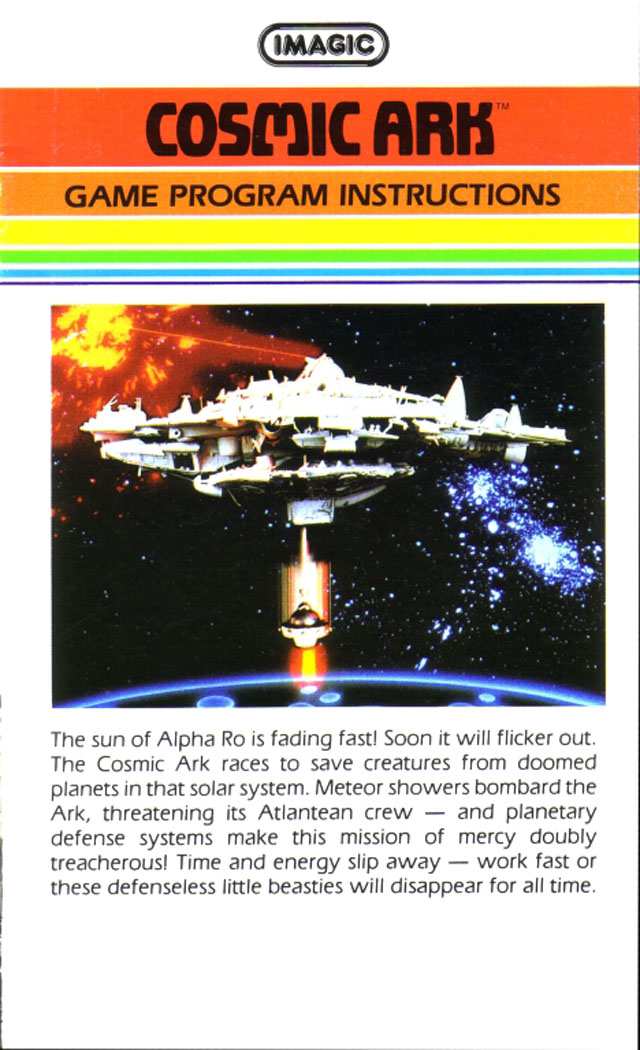 IMAGIC
COSMIC ARK™
GAME PROGRAM INSTRUCTIONS
The sun of Alpha Ro is fading fast! Soon it will flicker out.
The Cosmic Ark races to save creatures from doomed
planets in that solar system. Meteor showers bombard the
Ark, threatening its Atlantean crew — and planetary
defense systems make this mission of mercy doubly
treacherous! Time and energy slip away — work fast or
these defenseless little beasties will disappear for all time.